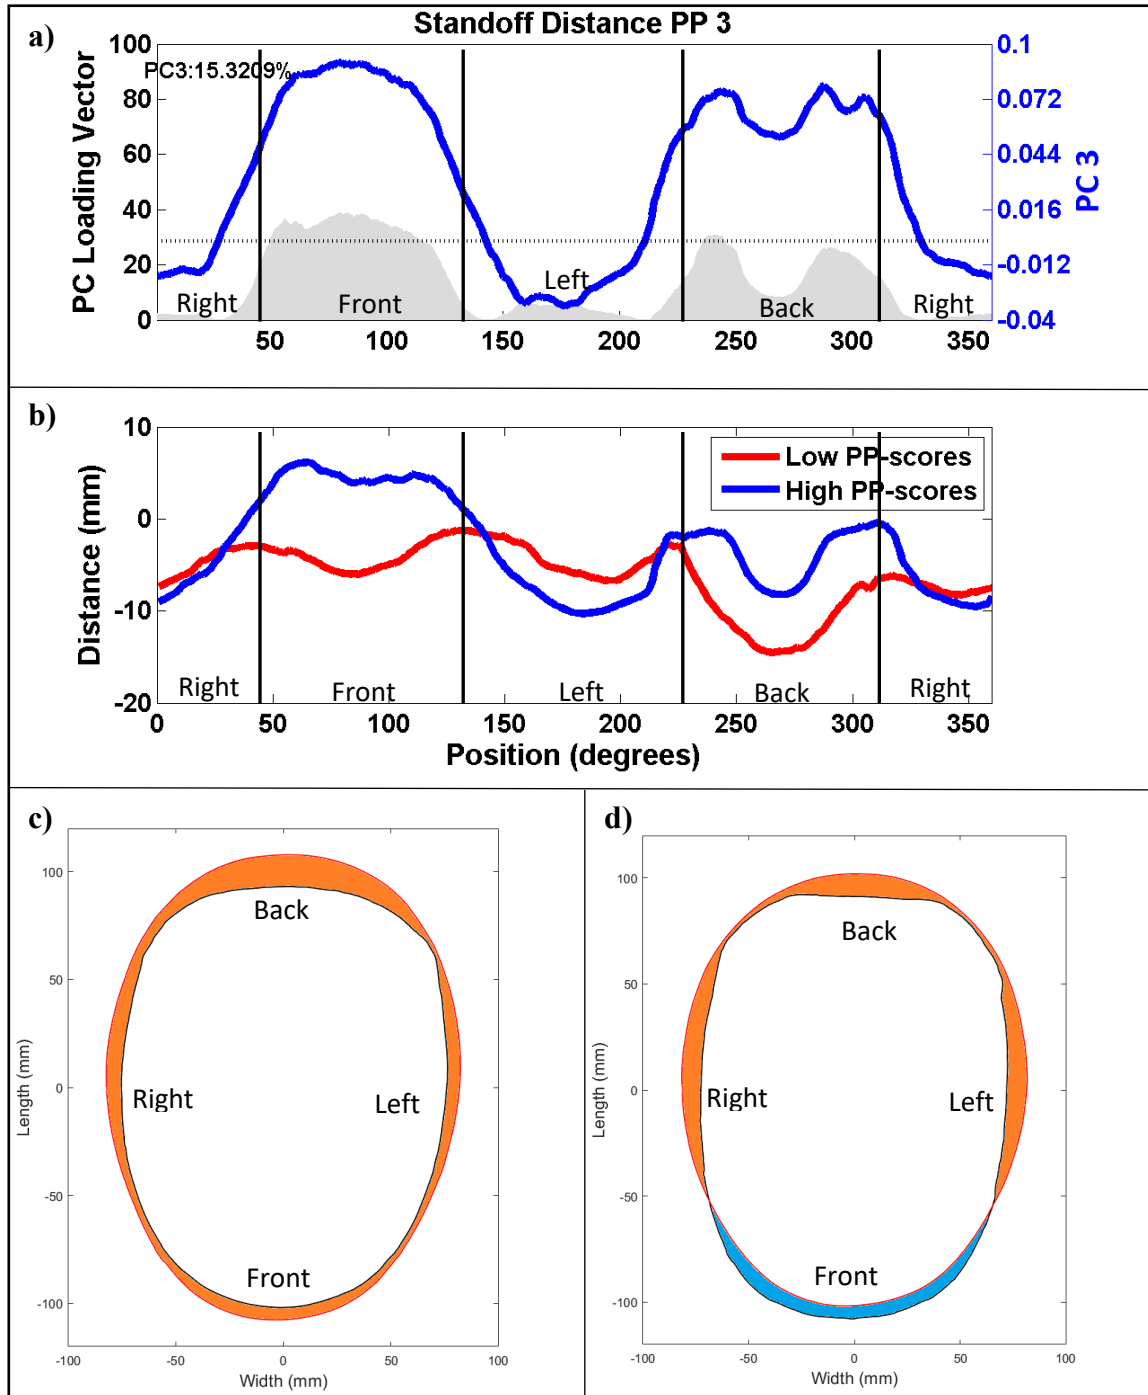 a)
Standoff Distance PP 3
PC3:15.3209%
PC Loading Vector
100
80
60
40
20
0
0.1
0.072
0.044
0.016
-0.012
-0.04
PC 3
Right
Front
Left
Back
Right
50
100
150
200
250
300
350
b)
Distance (mm)
10
0
-10
-20
Low PP-scores
High PP-scores
Right
Front
Left
Back
Right
0
50
100
150
200
250
300
350
Position (degrees)
c)
Length (mm)
100
50
0
-50
-100
Back
Right
Left
Front
-100
-50
0
50
100
Width (mm)
d)
Length (mm)
100
50
0
-50
-100
Back
Right
Left
Front
-100
-50
0
50
100
Width (mm)